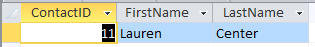 ContactID FirstName LastName
11 Lauren Center